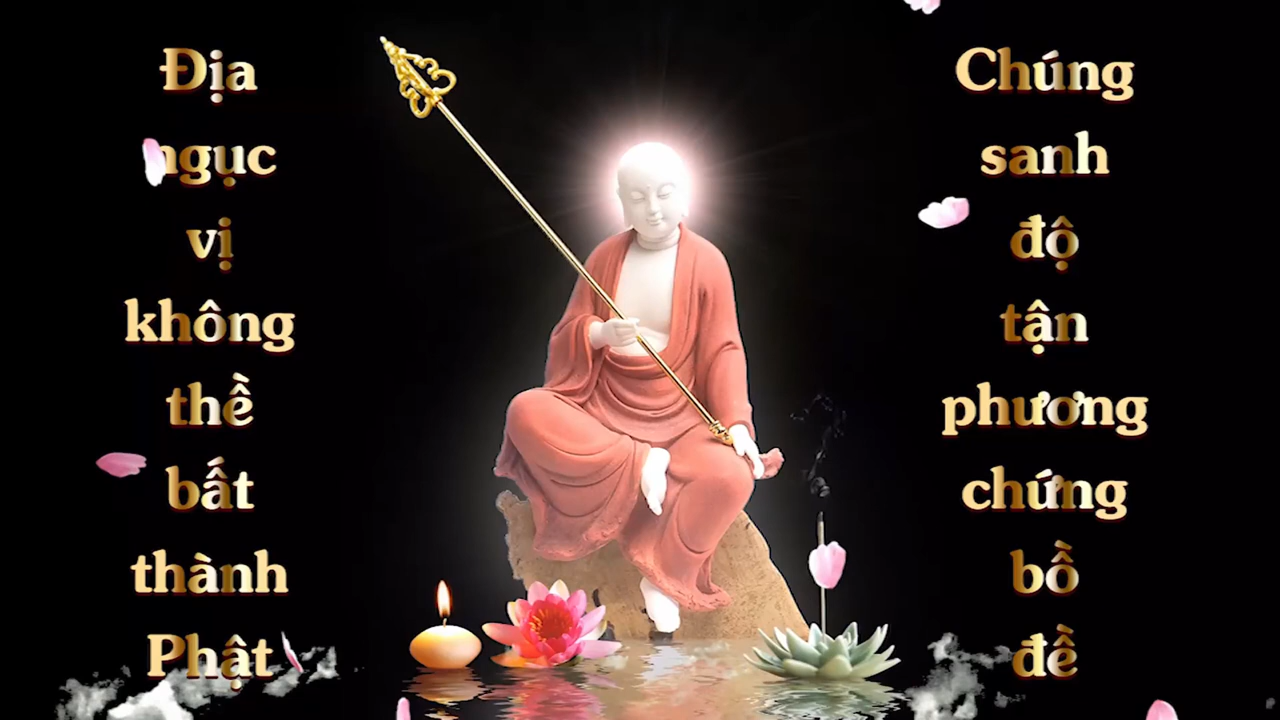 Địa
ngục
vị
không
thề
bất
thành
Phật
Chúng
sanh
độ
tận
phương
chứng
bồ
đề